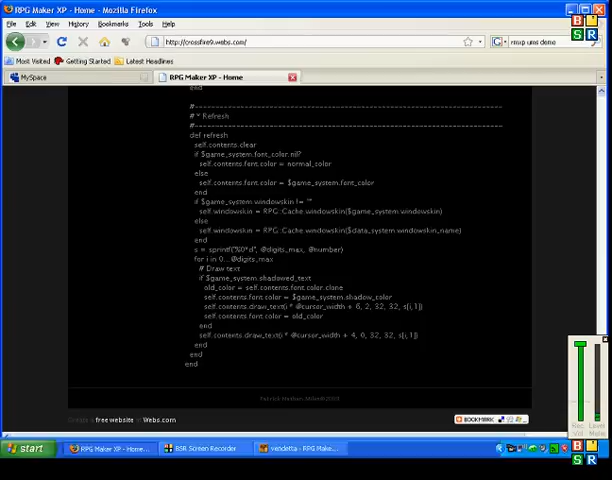 RPG Maker XP - Home - Mozilla Firefox
File Edit View History Bookmarks Tools Help
http://crossfire9.webs.com/
Most Visited Getting Started Latest Headlines
MySpace
RPG Maker XP - Home
end
#------------------------------------------------------------------------------
# * Refresh
#------------------------------------------------------------------------------
def refresh
self.contents.clear
if $game_system.font_color.nil?
self.contents.font.color = normal_color
else
self.contents.font.color = $game_system.font_color
end
if $game_system.windowskin != ""
self.windowskin = RPG::Cache.windowskin($game_system.windowskin)
else
self.windowskin = RPG::Cache.windowskin($data_system.windowskin_name)
end
s = sprintf("%0*d", @digits_max, @number)
for i in 0...@digits_max
# Draw text
if $game_system.shadowed_text
old_color = self.contents.font.color.clone
self.contents.font.color = $game_system.shadow_color
self.contents.draw_text(i * @cursor_width + 6, 2, 32, 32, s[i,1])
self.contents.font.color = old_color
end
self.contents.draw_text(i * @cursor_width + 4, 0, 32, 32, s[i,1])
end
end
end
free website
Webs.com
BOOKMARK
Rec Level
Vol Mete
B
S R
start
RPG Maker XP - Home...
BSR Screen Recorder
vendetta - RPG Make...